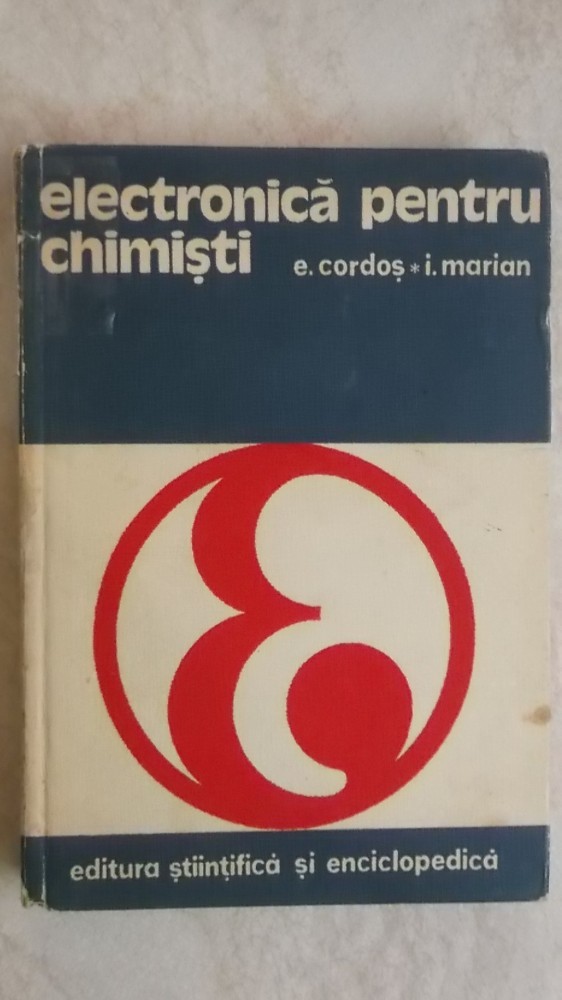 electronică pentru
chimiști
e. cordoș * i. marian
editura științifică și enciclopedică